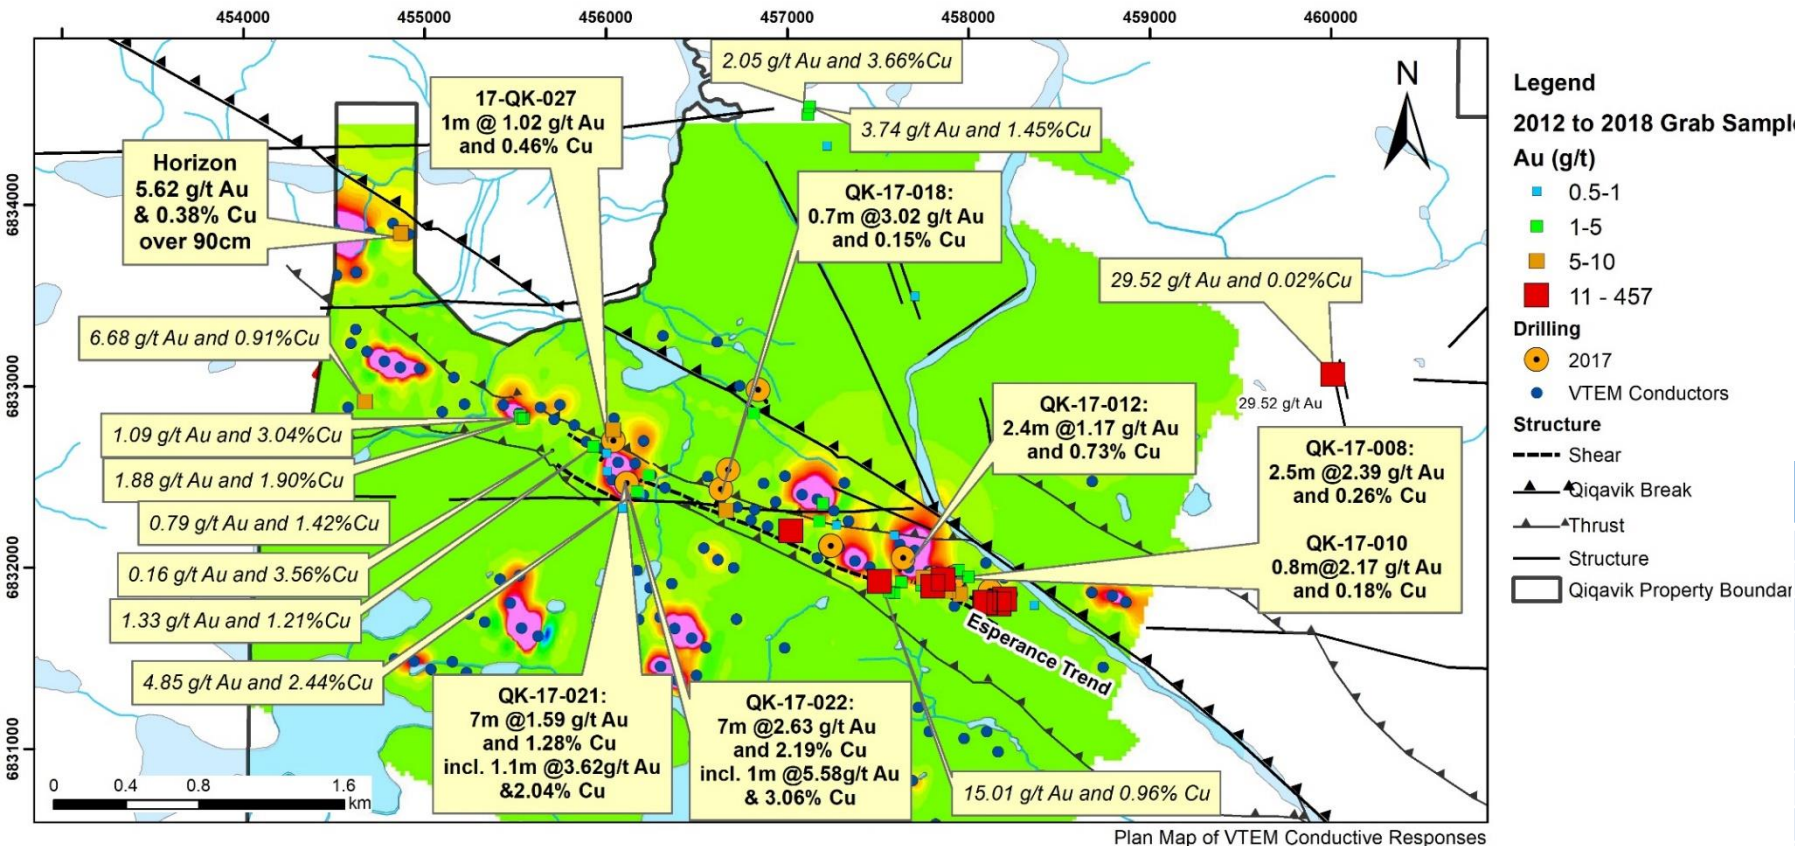 454000 455000 456000 457000 458000 459000 460000
6834000
6833000
6832000
6831000
2.05 g/t Au and 3.66%Cu
3.74 g/t Au and 1.45%Cu
17-QK-027
1m @ 1.02 g/t Au
and 0.46% Cu
Horizon
5.62 g/t Au
& 0.38% Cu
over 90cm
QK-17-018:
0.7m @3.02 g/t Au
and 0.15% Cu
N
29.52 g/t Au and 0.02%Cu
29.52 g/t Au
6.68 g/t Au and 0.91%Cu
1.09 g/t Au and 3.04%Cu
1.88 g/t Au and 1.90%Cu
0.79 g/t Au and 1.42%Cu
0.16 g/t Au and 3.56%Cu
1.33 g/t Au and 1.21%Cu
4.85 g/t Au and 2.44%Cu
QK-17-012:
2.4m @1.17 g/t Au
and 0.73% Cu
QK-17-008:
2.5m @2.39 g/t Au
and 0.26% Cu
QK-17-010
0.8m@2.17 g/t Au
and 0.18% Cu
Esperance Trend
QK-17-021:
7m @1.59 g/t Au
and 1.28% Cu
incl. 1.1m @3.62g/t Au
&2.04% Cu
QK-17-022:
7m @2.63 g/t Au
and 2.19% Cu
incl. 1m @5.58g/t Au
& 3.06% Cu
15.01 g/t Au and 0.96% Cu
0 0.4 0.8 1.6
km
Plan Map of VTEM Conductive Responses
Legend
2012 to 2018 Grab Sample
Au (g/t)
0.5-1
1-5
5-10
11 - 457
Drilling
2017
VTEM Conductors
Structure
Shear
Qiqavik Break
Thrust
Structure
Qiqavik Property Boundar